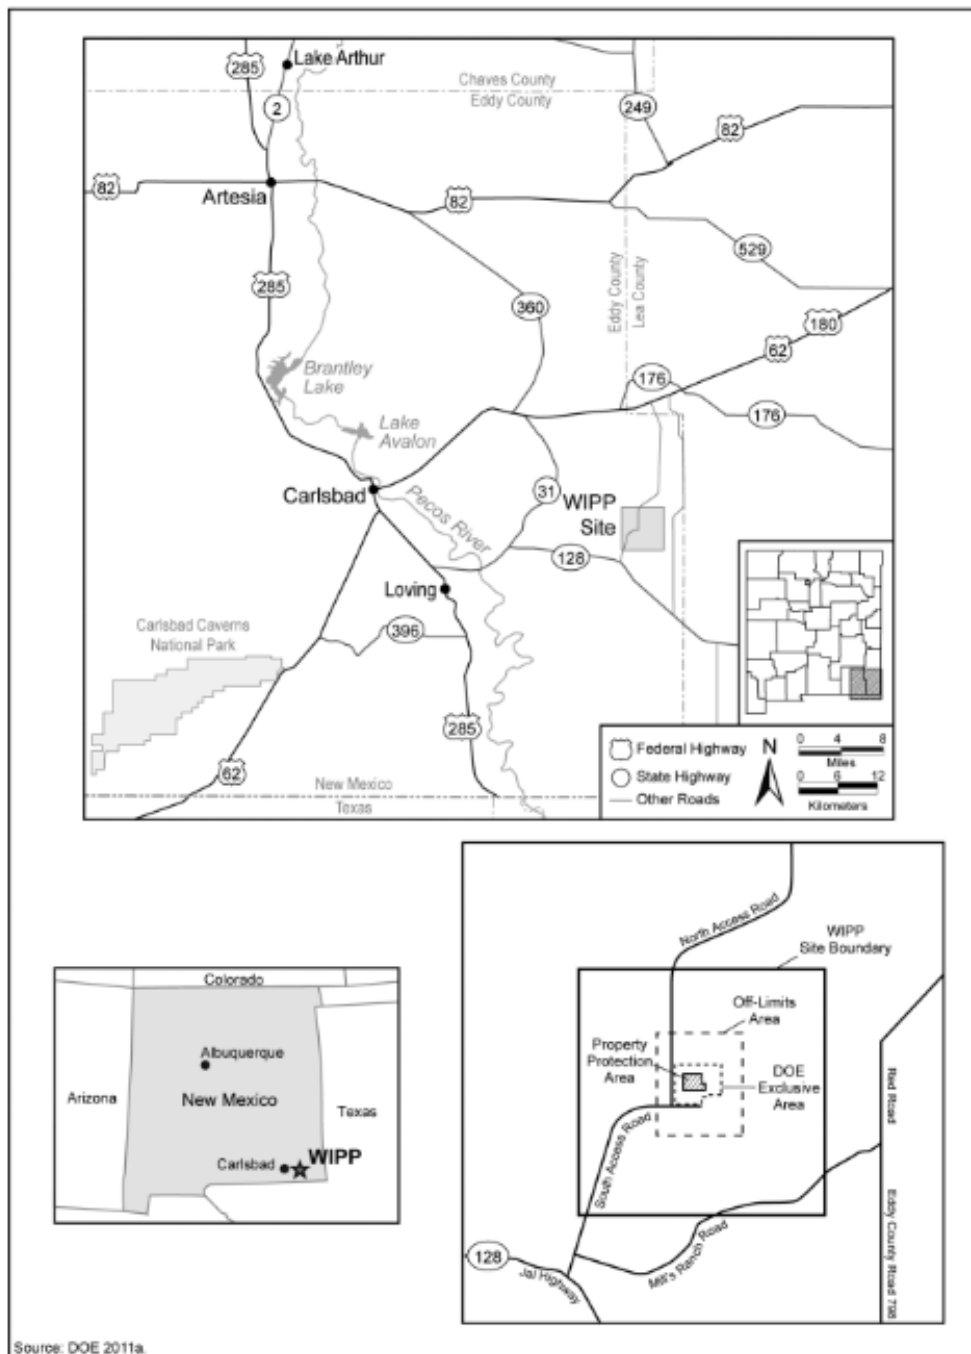 Lake Arthur
285
Chaves County
Eddy County
2
249
82
82
Artesia
82
529
285
360
Eddy County
Lea County
180
62
Brantley
Lake
176
176
Lake
Avalon
Carlsbad
Pecos River
31
WIPP
Site
128
Loving
396
Carlsbad Caverns
National Park
285
62
New Mexico
Texas
Federal Highway
State Highway
Other Roads
N
0 4 8
Miles
0 6 12
Kilometers
North Access Road
WIPP
Site Boundary
Off-Limits
Area
Property
Protection
Area
DOE
Exclusive
Area
South Access Road
Red Road
Eddy County Road 798
Mill's Ranch Road
128
Jal Highway
Colorado
Albuquerque
Arizona
New Mexico
Texas
Carlsbad
WIPP
Source: DOE 2011a.